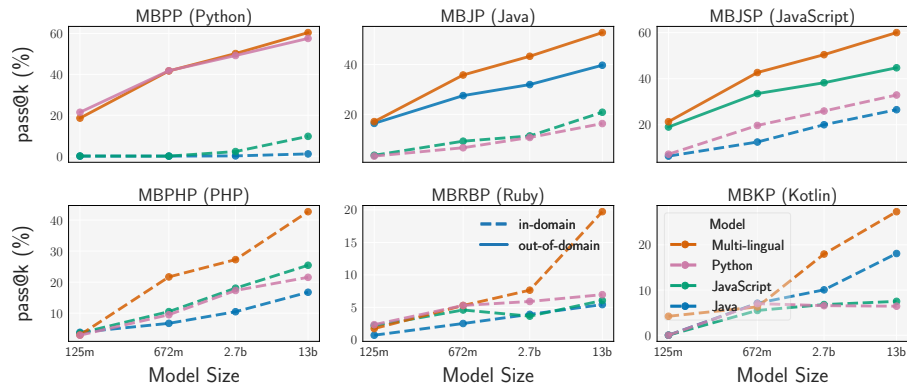 MBPP (Python)
MBJP (Java)
MBJSP (JavaScript)
pass@k (%)
60
40
20
0
40
20
60
40
20
MBPHP (PHP)
MBRBP (Ruby)
MBKP (Kotlin)
pass@k (%)
40
30
20
10
20
15
10
5
0
20
10
0
in-domain
out-of-domain
Model
Multi-lingual
Python
JavaScript
Java
125m 672m 2.7b 13b
125m 672m 2.7b 13b
125m 672m 2.7b 13b
Model Size
Model Size
Model Size